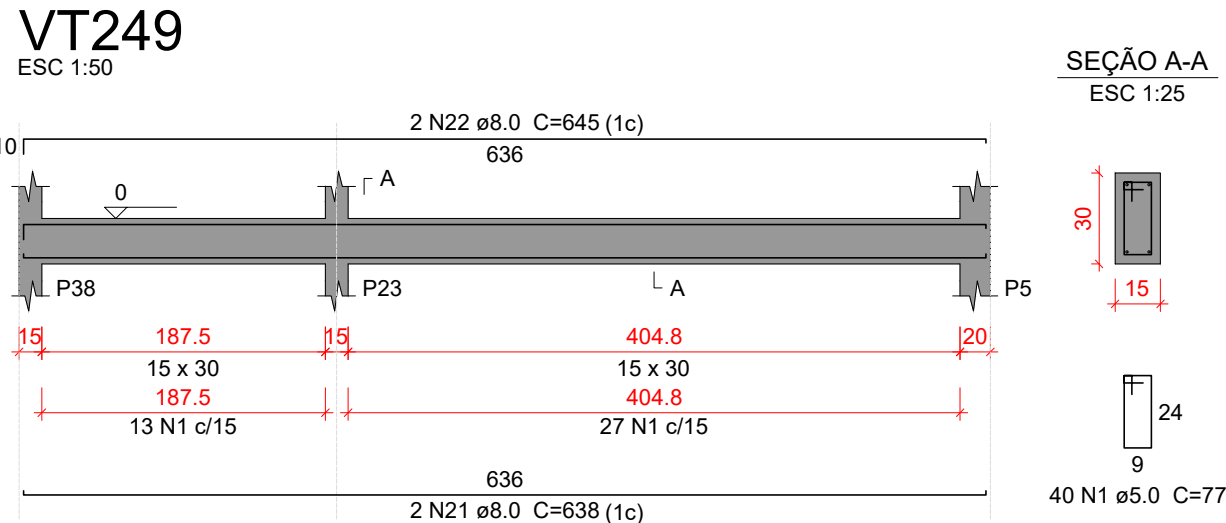 VT249
ESC 1:50
SEÇÃO A-A
ESC 1:25
2 N22 ø8.0 C=645 (1c)
10
636
A
0
30
P38
P23
A
P5
15
15
187.5
15
404.8
20
15 x 30
15 x 30
187.5
404.8
13 N1 c/15
27 N1 c/15
24
9
636
40 N1 ø5.0 C=77
2 N21 ø8.0 C=638 (1c)